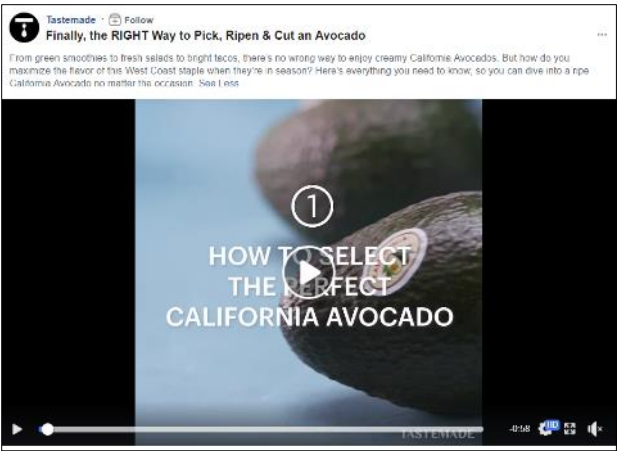 Tastemade · Follow
Finally, the RIGHT Way to Pick, Ripen & Cut an Avocado
From green smoothies to fresh salads to bright tacos, there's no wrong way to enjoy creamy California Avocados. But how do you
maximize the flavor of this West Coast staple when they're in season? Here's everything you need to know, so you can dive into a ripe
California Avocado no matter the occasion. See Less
1
HOW TO SELECT
THE PERFECT
CALIFORNIA AVOCADO
TASTEMADE
-0:58
HD